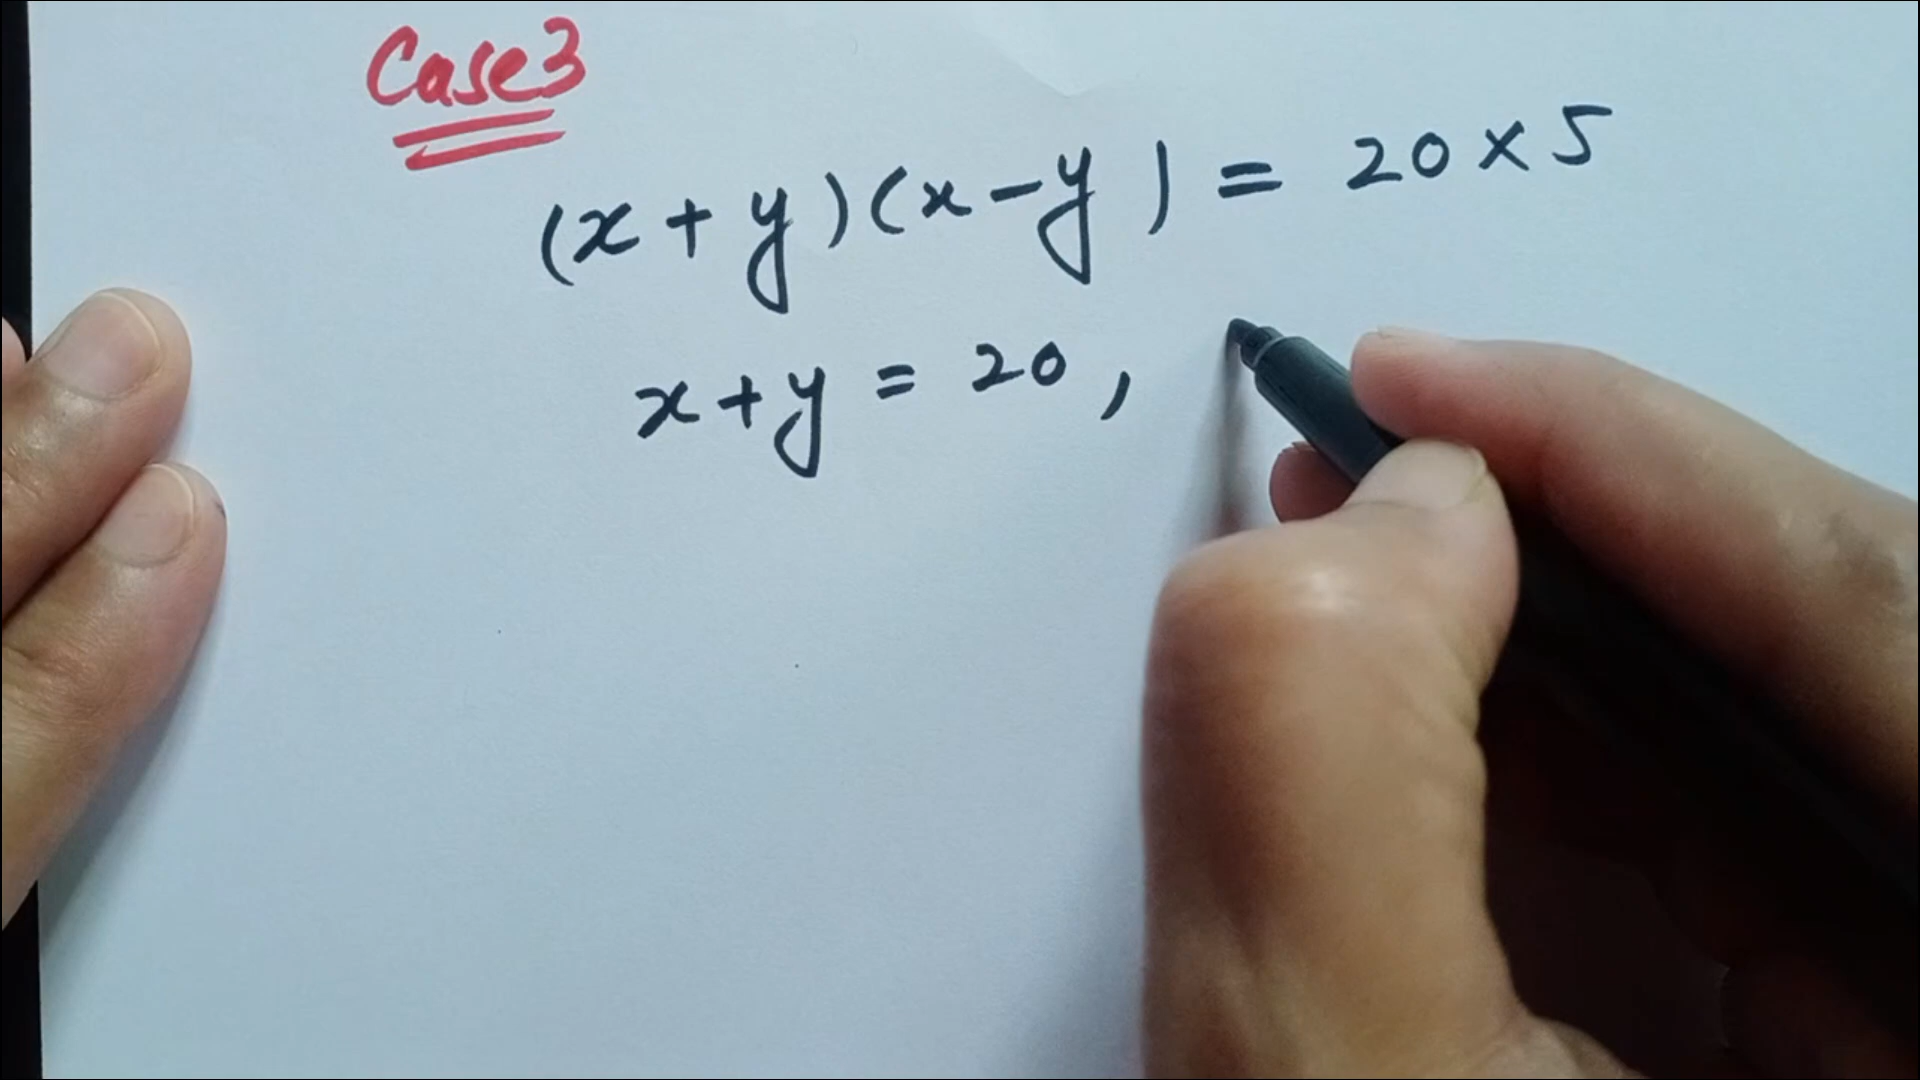 Case3
(x+y)(x-y) = 20×5
x+y = 20,